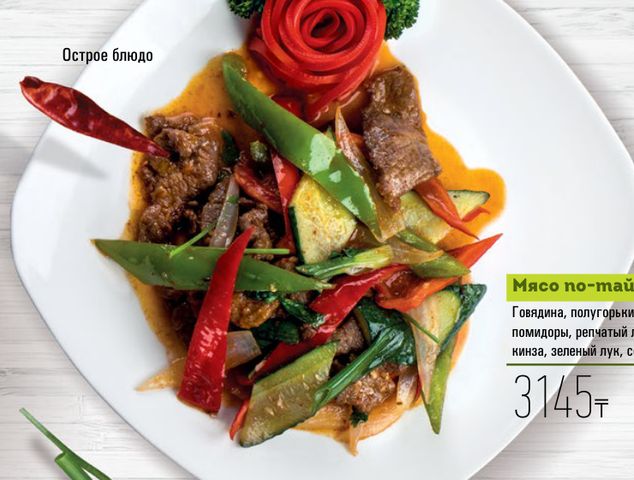 Острое блюдо
Мясо по-тай
Говядина, полугорьки
помидоры, репчатый л
кинза, зеленый лук, с
3145₸